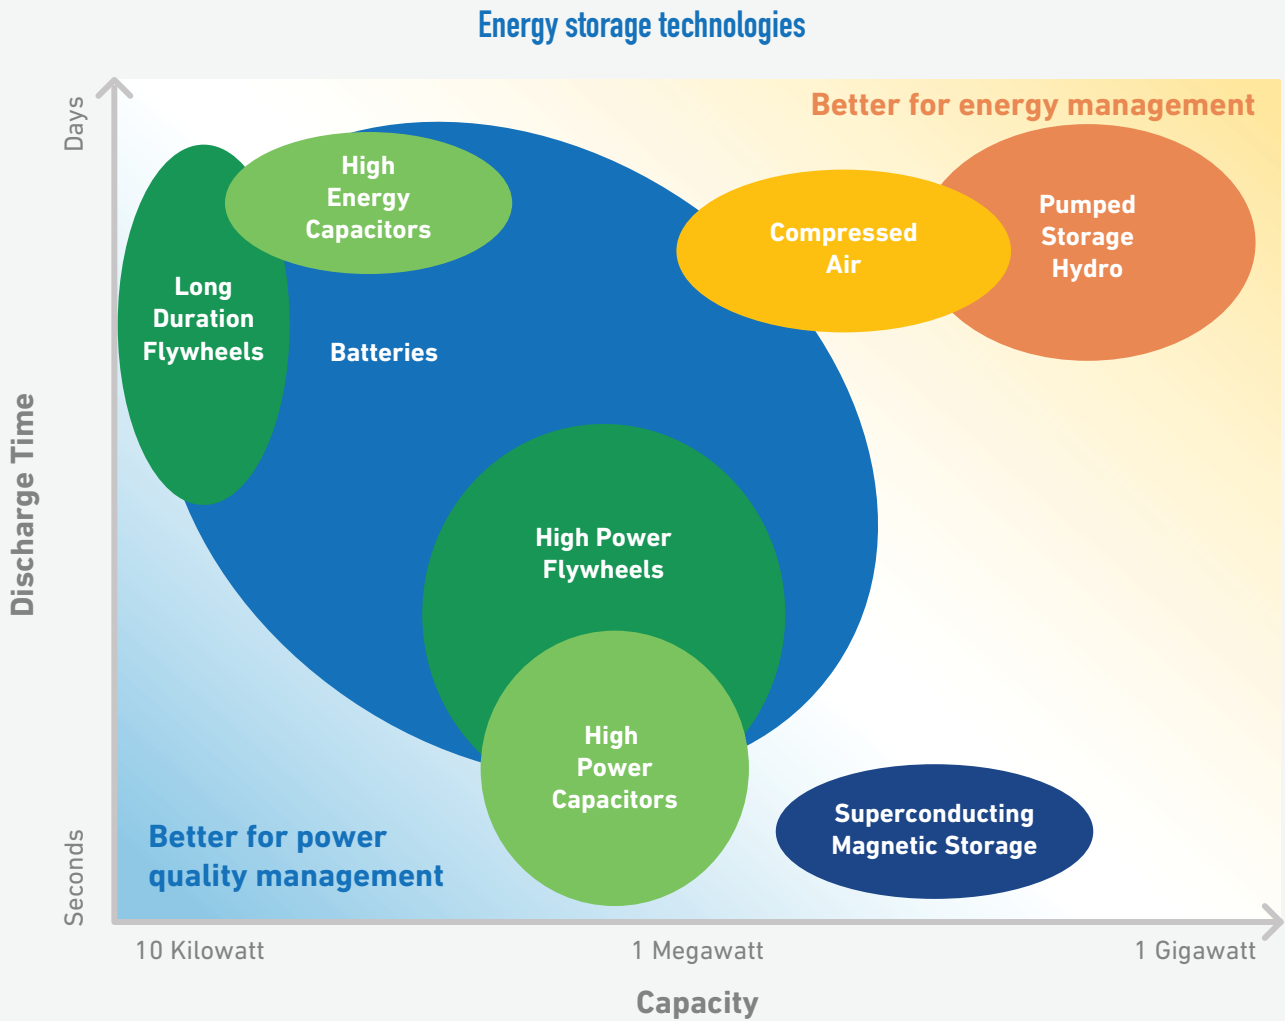 Energy storage technologies
Better for energy management
Days
High
Energy
Capacitors
Pumped
Storage
Hydro
Compressed
Air
Long
Duration
Flywheels
Batteries
Discharge Time
High Power
Flywheels
High
Power
Capacitors
Superconducting
Magnetic Storage
Better for power
quality management
Seconds
10 Kilowatt
1 Megawatt
1 Gigawatt
Capacity